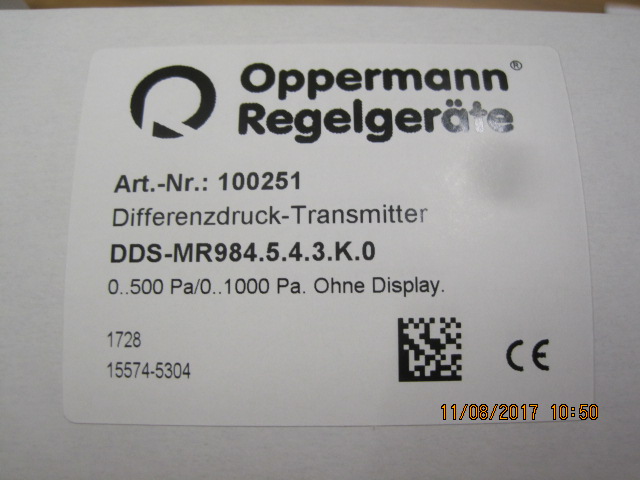 Oppermann®
Regelgeräte
Art.-Nr.: 100251
Differenzdruck-Transmitter
DDS-MR984.5.4.3.K.0
0..500 Pa/0..1000 Pa. Ohne Display.
1728
15574-5304
CE
11/08/2017 10:50